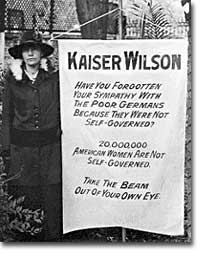 KAISER WILSON
HAVE YOU FORGOTTEN
YOUR SYMPATHY WITH
THE POOR GERMANS
BECAUSE THEY WERE NOT
SELF-GOVERNED?
20,000,000
AMERICAN WOMEN ARE NOT
SELF-GOVERNED.
TAKE THE BEAM
OUT OF YOUR OWN EYE.